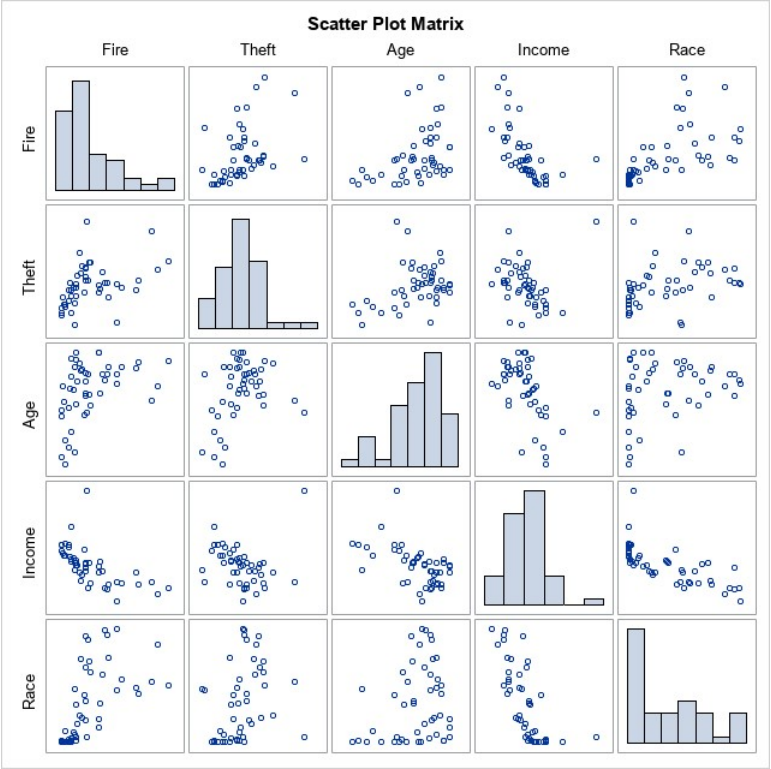 Scatter Plot Matrix
Fire Theft Age Income Race
Fire
Theft
Age
Income
Race